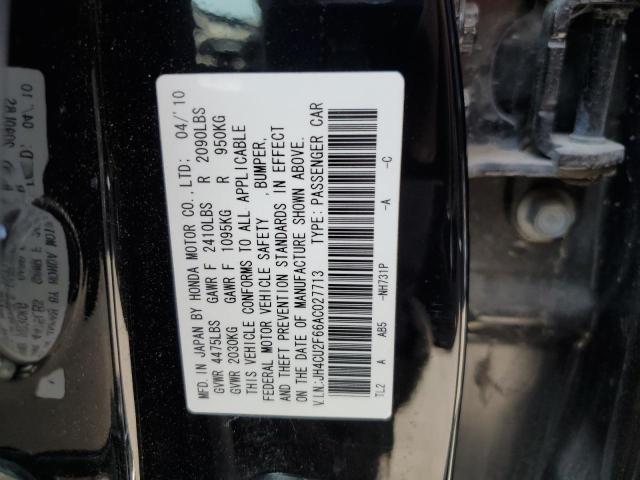 MFD. IN JAPAN BY HONDA MOTOR CO., LTD: 04/'10
GVWR 4475LBS GAWR F 2410LBS R 2090LBS
GVWR 2030KG GAWR F 1095KG R 950KG
THIS VEHICLE CONFORMS TO ALL APPLICABLE
FEDERAL MOTOR VEHICLE SAFETY , BUMPER,
AND THEFT PREVENTION STANDARDS IN EFFECT
ON THE DATE OF MANUFACTURE SHOWN ABOVE.
V.I.N:JH4CU2F66AC027713 TYPE: PASSENGER CAR
TL2 A AB5 -NH731P -A -C